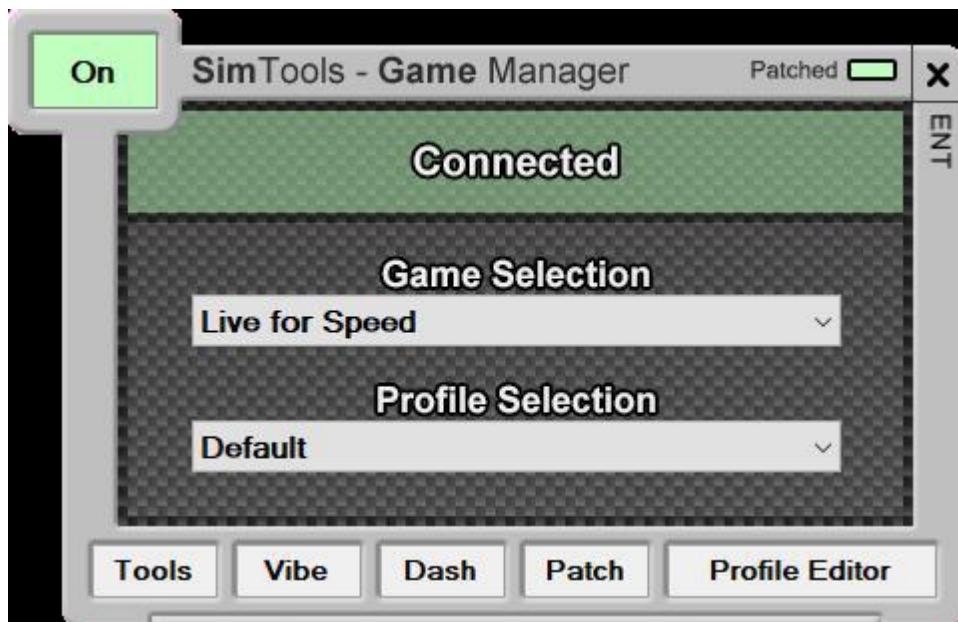 On
SimTools - Game Manager
Patched
X
ENT
Connected
Game Selection
Live for Speed
Profile Selection
Default
Tools
Vibe
Dash
Patch
Profile Editor